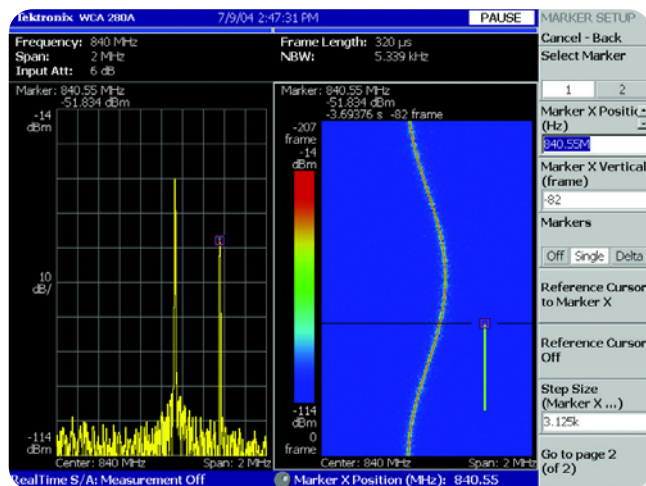 Tektronix WCA 280A
7/9/04 2:47:31 PM
PAUSE
Frequency: 840 MHz
Span: 2 MHz
Input Att: 6 dB
Frame Length: 320 µs
NBW: 5.339 kHz
Marker: 840.55 MHz
-51.834 dBm
-14
dBm
10
dB/
-114
dBm
Center: 840 MHz
Span: 2 MHz
Marker: 840.55 MHz
-51.834 dBm
-3.69376 s -82 frame
-207
frame
-14
dBm
-114
dBm
0
frame
Center: 840 MHz
Span: 2 MHz
RealTime S/A: Measurement Off
Marker X Position (MHz): 840.55
MARKER SETUP
Cancel - Back
Select Marker
1 2
Marker X Positic
(Hz)
840.55M
Marker X Vertical
(frame)
-82
Markers
Off Single Delta
Reference Cursor
to Marker X
Reference Cursor
Off
Step Size
(Marker X ...)
3.125k
Go to page 2
(of 2)